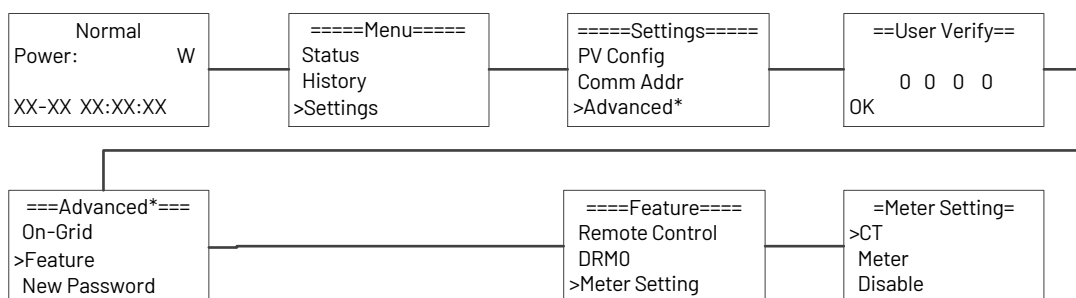 Normal
Power: W
XX-XX XX:XX:XX
=====Menu=====
Status
History
>Settings
=====Settings=====
PV Config
Comm Addr
>Advanced*
==User Verify==
0 0 0 0
OK
===Advanced*===
On-Grid
>Feature
New Password
====Feature====
Remote Control
DRM0
>Meter Setting
=Meter Setting=
>CT
Meter
Disable